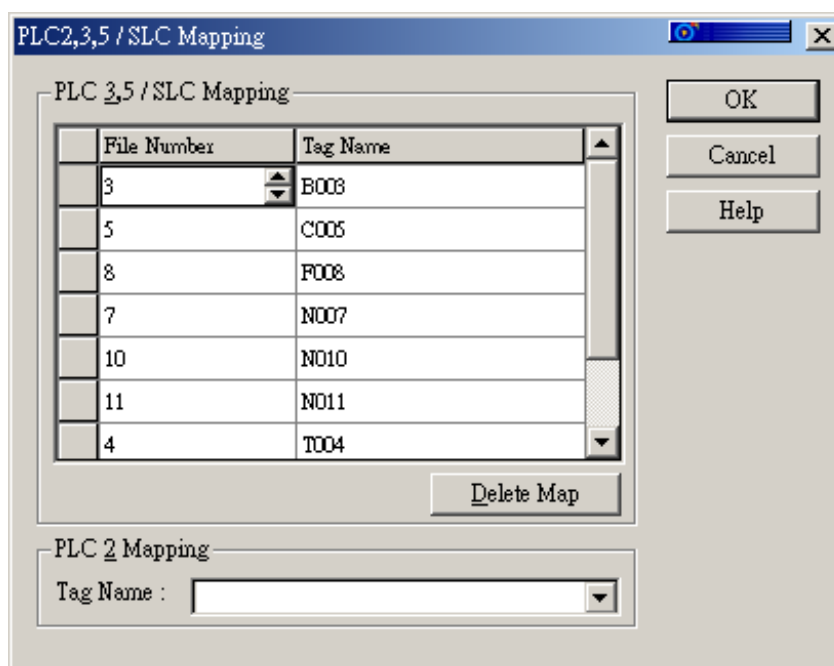 PLC2,3,5 / SLC Mapping
PLC 3,5 / SLC Mapping
OK
File Number Tag Name
Cancel
3 B003
Help
5 C005
8 F008
7 N007
10 N010
11 N011
4 T004
Delete Map
PLC 2 Mapping
Tag Name :